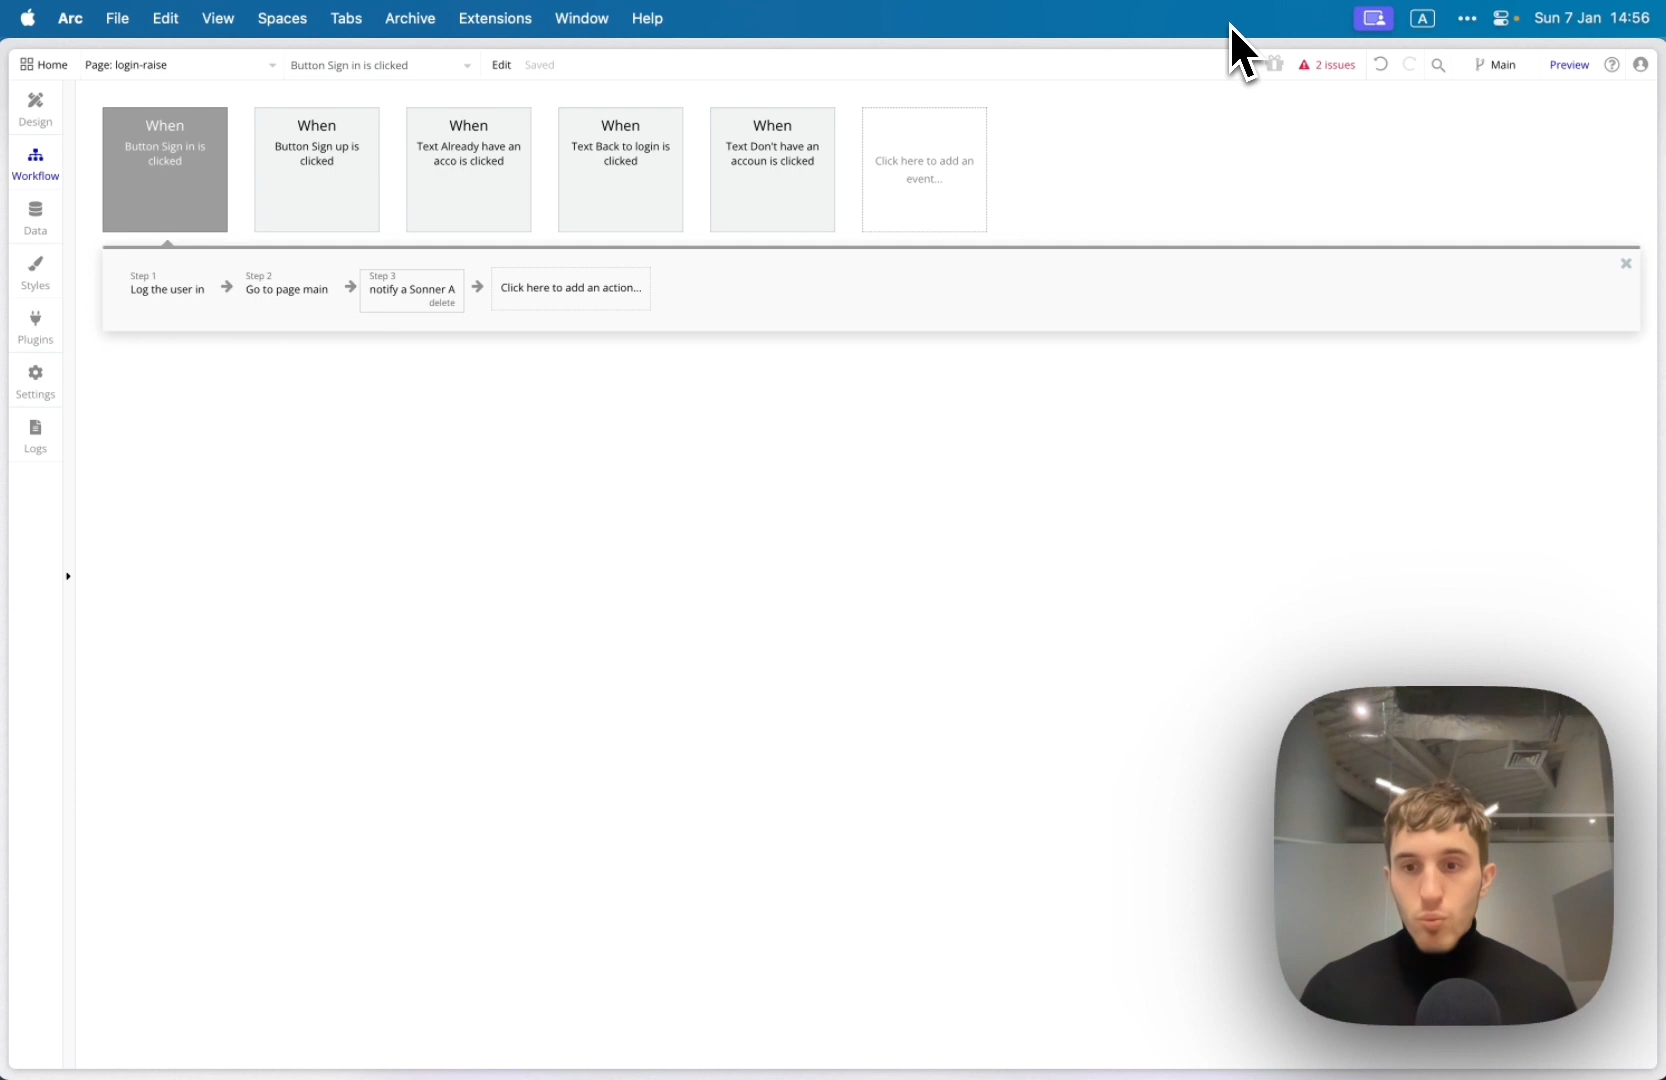 Arc File Edit View Spaces Tabs Archive Extensions Window Help
A ••• Sun 7 Jan 14:56
Home Page: login-raise Button Sign in is clicked Edit Saved
2 issues Main Preview ?
Design
Workflow
Data
Styles
Plugins
Settings
Logs
When
Button Sign in is
clicked
When
Button Sign up is
clicked
When
Text Already have an
acco is clicked
When
Text Back to login is
clicked
When
Text Don't have an
accoun is clicked
Click here to add an
event...
Step 1
Log the user in
Step 2
Go to page main
Step 3
notify a Sonner A
delete
Click here to add an action...